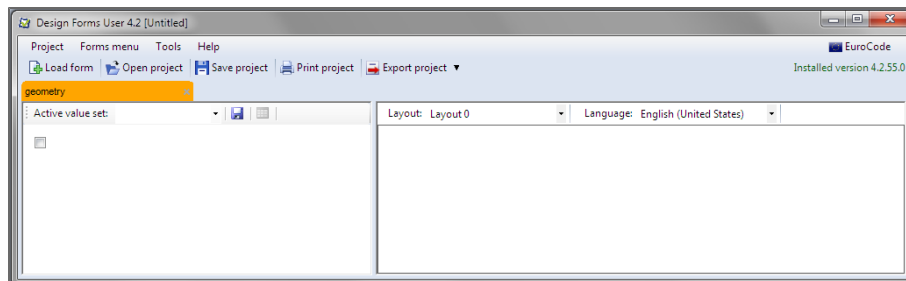 Design Forms User 4.2 [Untitled]
Project Forms menu Tools Help EuroCode
Load form Open project Save project Print project Export project Installed version 4.2.55.0
geometry
Active value set: Layout: Layout 0 Language: English (United States)